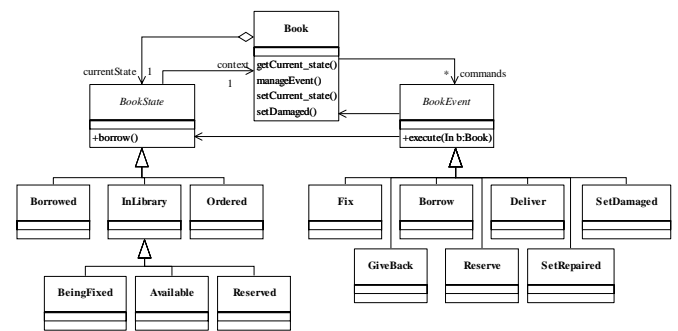 Book
getCurrent_state()
manageEvent()
setCurrent_state()
setDamaged()
currentState
1
context
1
*
commands
BookState
+borrow()
BookEvent
+execute(In b:Book)
Borrowed
InLibrary
Ordered
Fix
Borrow
Deliver
SetDamaged
GiveBack
Reserve
SetRepaired
BeingFixed
Available
Reserved